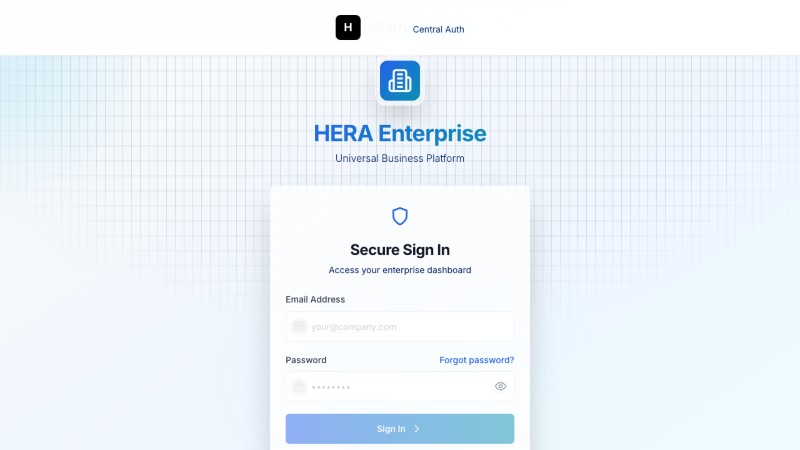 H HERA Central Auth
HERA Enterprise
Universal Business Platform
Secure Sign In
Access your enterprise dashboard
Email Address
your@company.com
Password Forgot password?
••••••••
Sign In